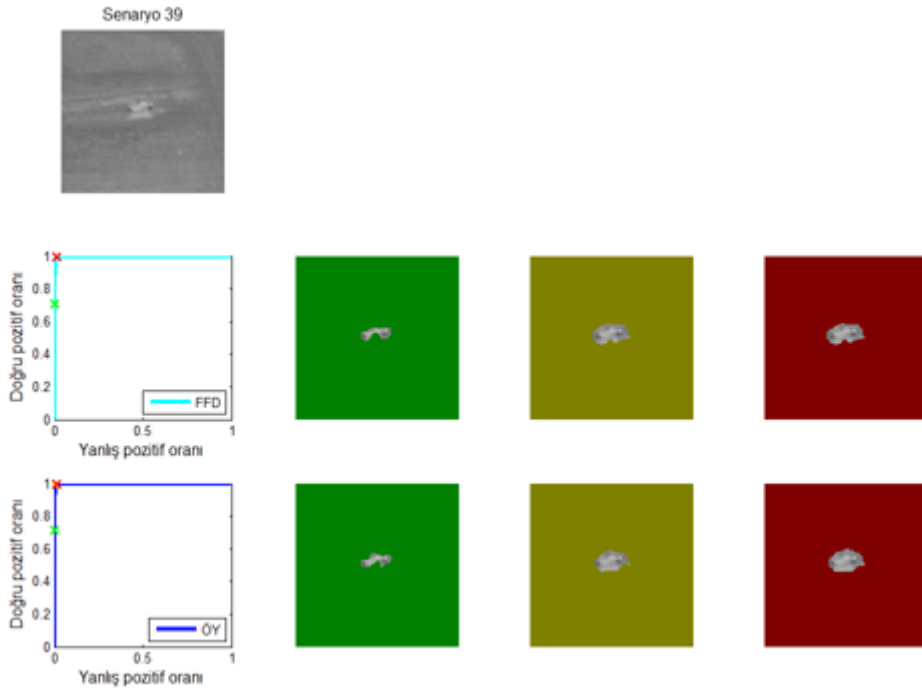 Senaryo 39
Doğru pozitif oranı
1
0.8
0.6
0.4
0.2
0
FFD
0
0.5
1
Yanlış pozitif oranı
Doğru pozitif oranı
1
0.8
0.6
0.4
0.2
0
ÖY
0
0.5
1
Yanlış pozitif oranı